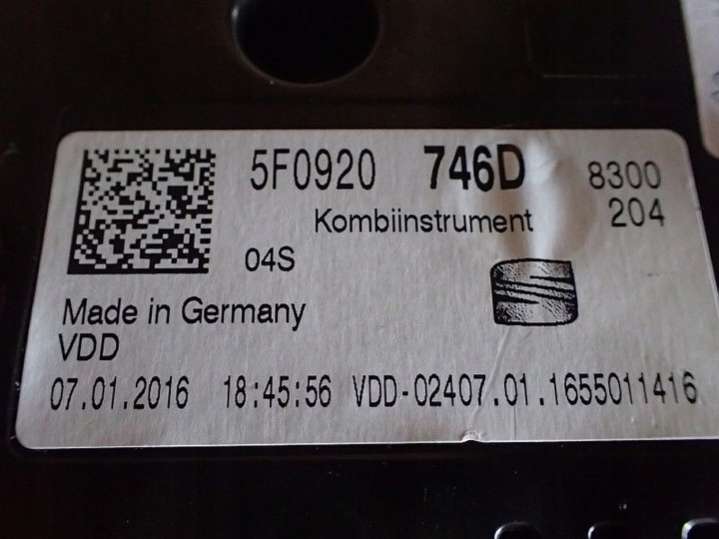 5F0920 746D 8300
Kombiinstrument 204
04S
Made in Germany
VDD
07.01.2016 18:45:56 VDD-02407.01.1655011416